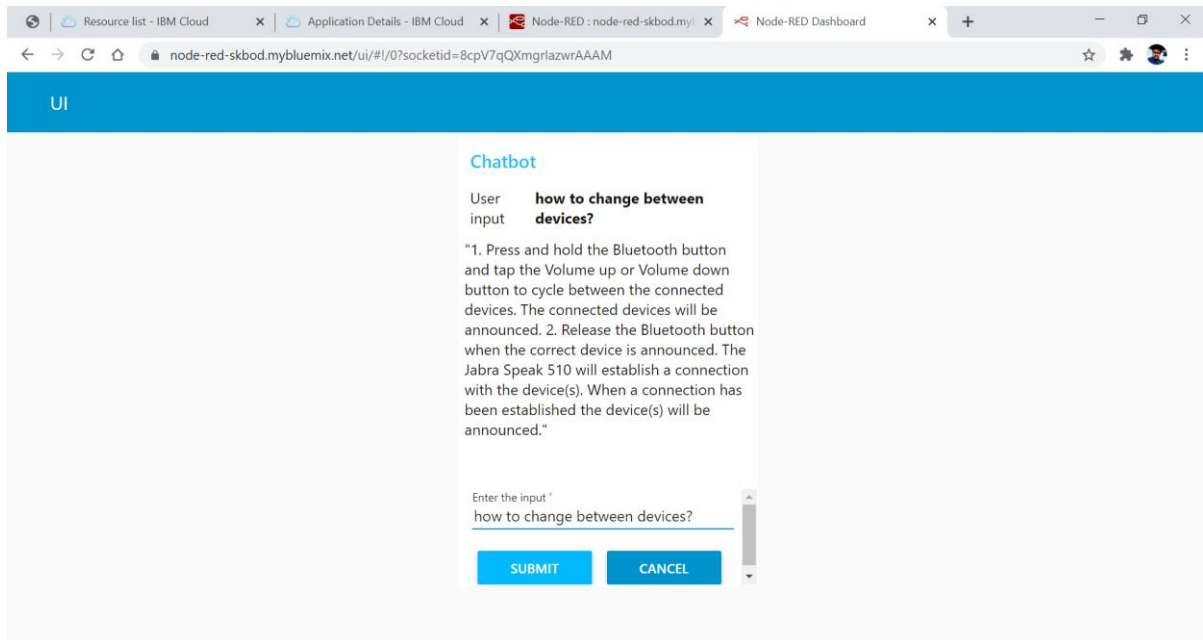 Resource list - IBM Cloud
Application Details - IBM Cloud
Node-RED : node-red-skbod.my
Node-RED Dashboard
node-red-skbod.mybluemix.net/ui/#!/0?socketid=8cpV7qQXmgrlazwrAAAM
UI
Chatbot
User how to change between
input devices?
"1. Press and hold the Bluetooth button
and tap the Volume up or Volume down
button to cycle between the connected
devices. The connected devices will be
announced. 2. Release the Bluetooth button
when the correct device is announced. The
Jabra Speak 510 will establish a connection
with the device(s). When a connection has
been established the device(s) will be
announced."
Enter the input *
how to change between devices?
SUBMIT CANCEL